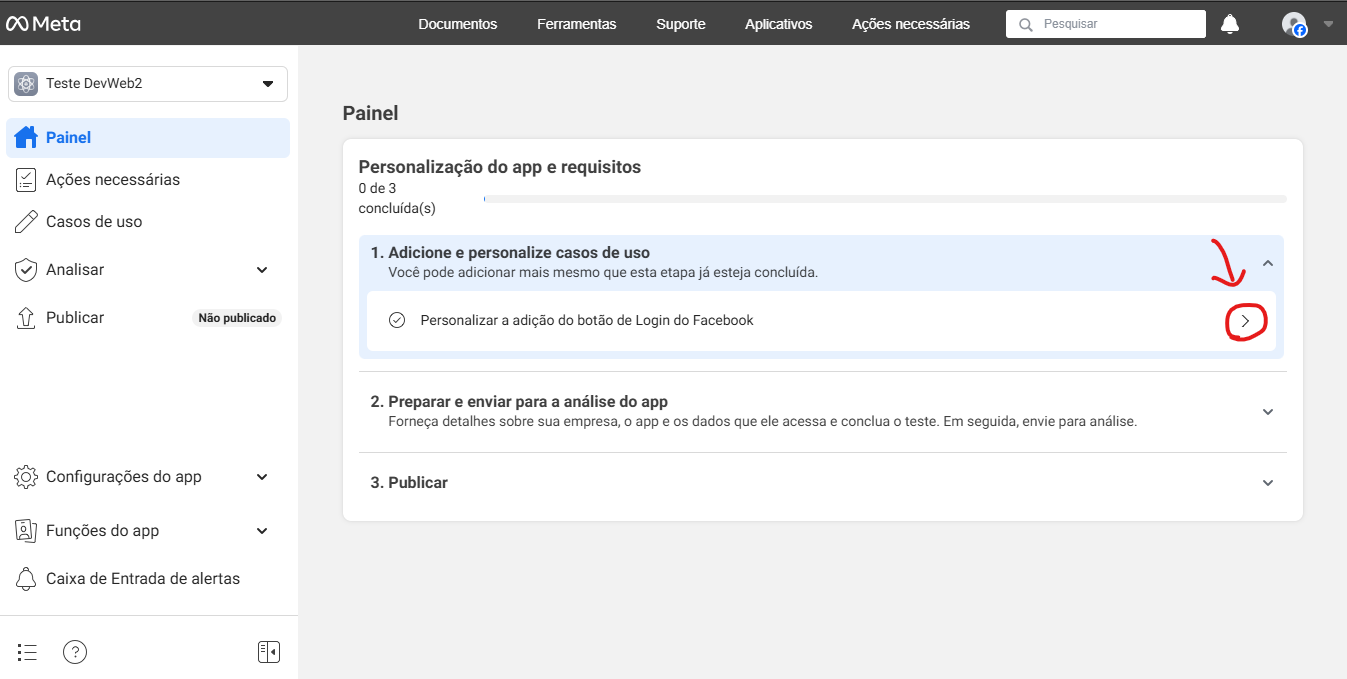 Meta
Documentos Ferramentas Suporte Aplicativos Ações necessárias Pesquisar
Teste DevWeb2
Painel
Ações necessárias
Casos de uso
Analisar
Publicar Não publicado
Configurações do app
Funções do app
Caixa de Entrada de alertas
Painel
Personalização do app e requisitos
0 de 3
concluída(s)
1. Adicione e personalize casos de uso
Você pode adicionar mais mesmo que esta etapa já esteja concluída.
Personalizar a adição do botão de Login do Facebook
2. Preparar e enviar para a análise do app
Forneça detalhes sobre sua empresa, o app e os dados que ele acessa e conclua o teste. Em seguida, envie para análise.
3. Publicar